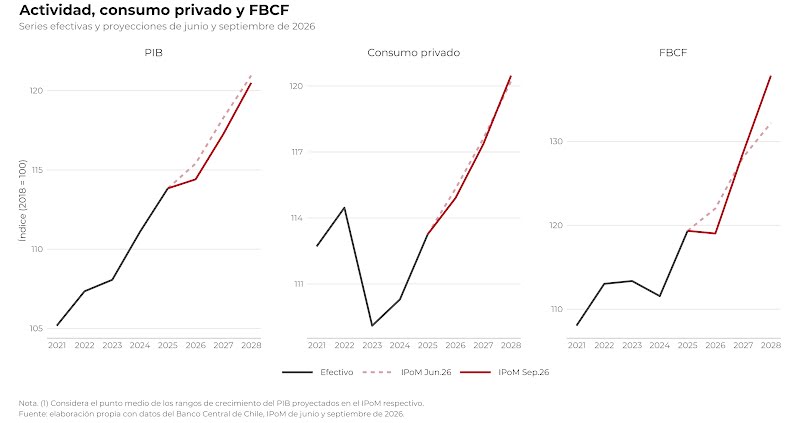 Actividad, consumo privado y FBCF
Series efectivas y proyecciones de junio y septiembre de 2026
PIB
Consumo privado
FBCF
Índice (2018 = 100)
120
115
110
105
2021 2022 2023 2024 2025 2026 2027 2028
120
117
114
111
2021 2022 2023 2024 2025 2026 2027 2028
130
120
110
2021 2022 2023 2024 2025 2026 2027 2028
Efectivo IPoM Jun.26 IPoM Sep.26
Nota. (1) Considera el punto medio de los rangos de crecimiento del PIB proyectados en el IPoM respectivo.
Fuente: elaboración propia con datos del Banco Central de Chile, IPoM de junio y septiembre de 2026.